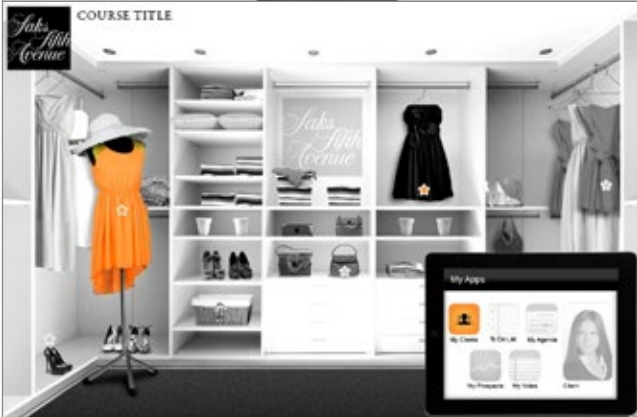 Saks
Fifth
Avenue
COURSE TITLE
Saks
Fifth
Avenue
My Apps
My Clients
To Do List
My Agenda
My Prospects
My Notes
Client